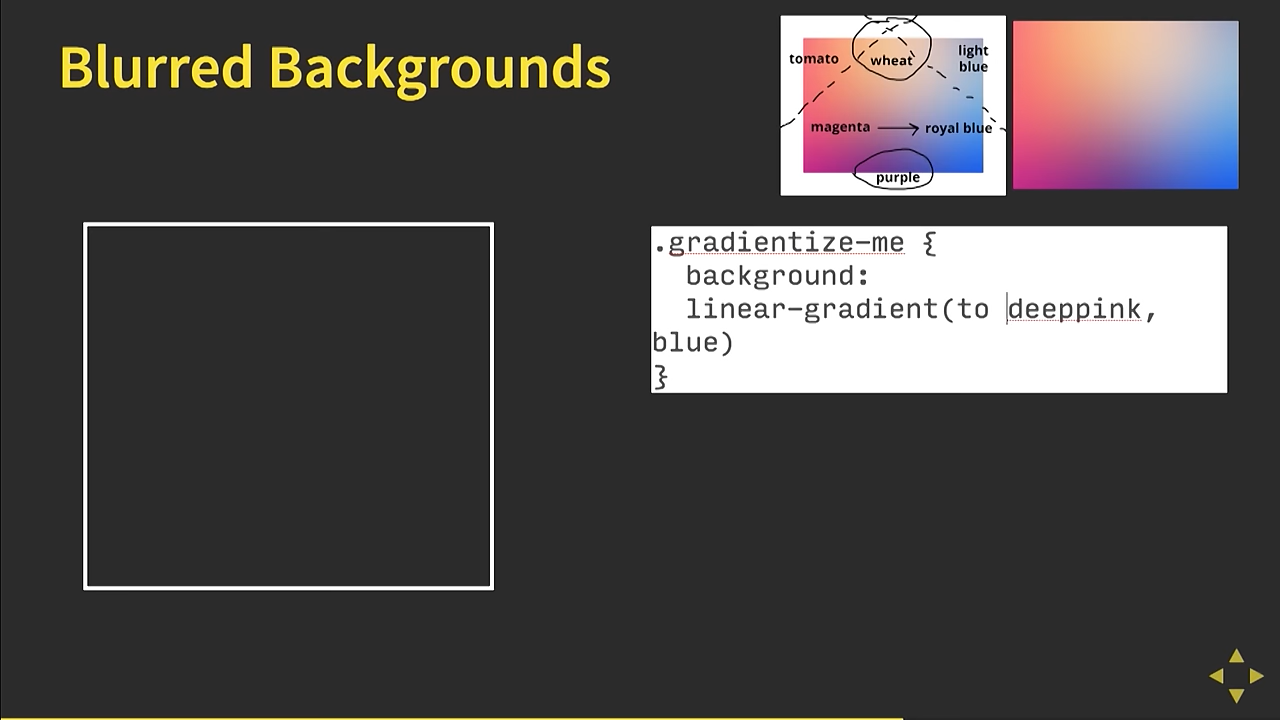 Blurred Backgrounds
tomato
wheat
light
blue
magenta
royal blue
purple
.gradientize-me {
background:
linear-gradient(to deeppink,
blue)
}